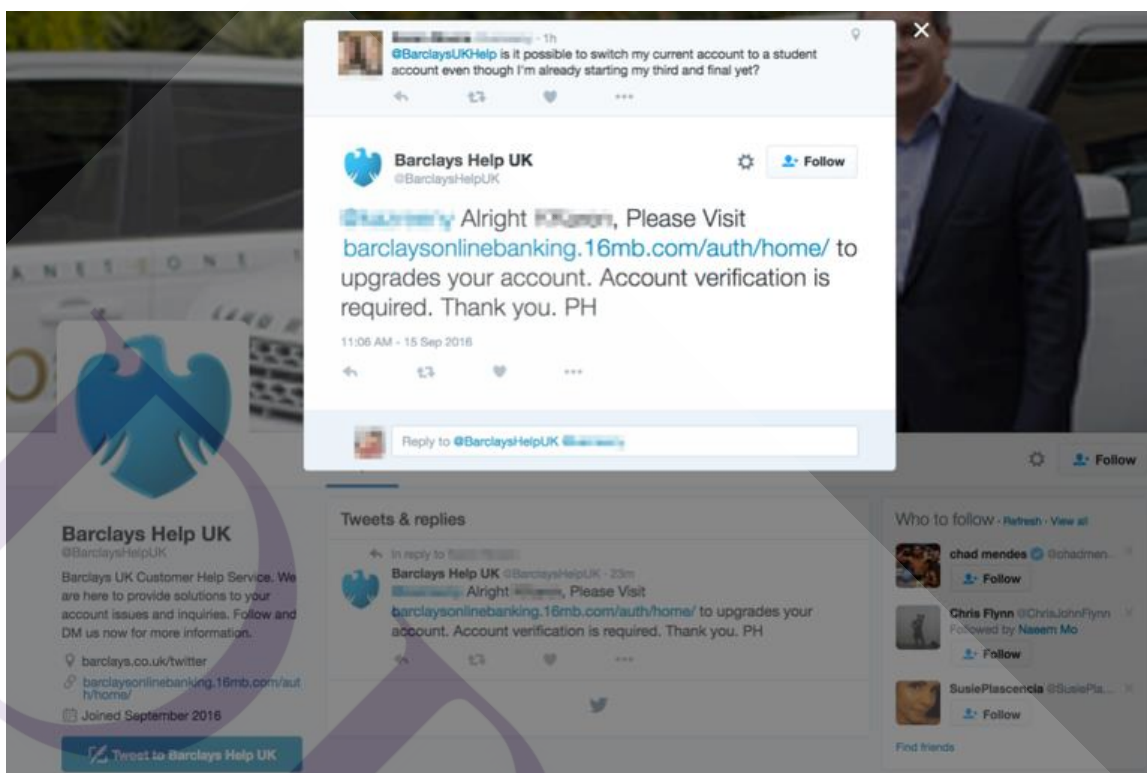 - 1h
@BarclaysUKHelp is it possible to switch my current account to a student
account even though I'm already starting my third and final yet?
Barclays Help UK
@BarclaysHelpUK
Follow
Alright , Please Visit
barclaysonlinebanking.16mb.com/auth/home/ to
upgrades your account. Account verification is
required. Thank you. PH
11:06 AM - 15 Sep 2016
Reply to @BarclaysHelpUK
Follow
Barclays Help UK
@BarclaysHelpUK
Barclays UK Customer Help Service. We
are here to provide solutions to your
account issues and inquiries. Follow and
DM us now for more information.
barclays.co.uk/twitter
barclaysonlinebanking.16mb.com/aut
h/home/
Joined September 2016
Tweet to Barclays Help UK
Tweets & replies
In reply to
Barclays Help UK @BarclaysHelpUK · 23m
Alright , Please Visit
barclaysonlinebanking.16mb.com/auth/home/ to upgrades your
account. Account verification is required. Thank you. PH
Who to follow · Refresh · View all
chad mendes @chadmen...
Follow
Chris Flynn @ChrisJohnFlynn
Followed by Naeem Mo
Follow
SusiePlascencia @SusiePla...
Follow
Find friends